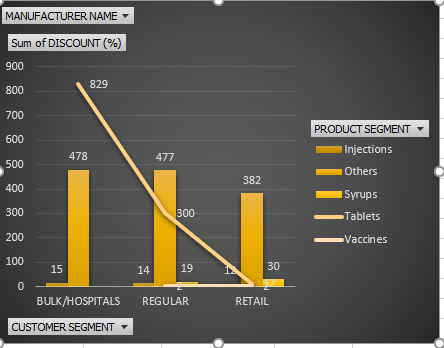 MANUFACTURER NAME
Sum of DISCOUNT (%)
900
800
829
700
600
500
478
477
400
382
300
300
200
100
15
14
19
12
30
0
2
2
BULK/HOSPITALS
REGULAR
RETAIL
PRODUCT SEGMENT
Injections
Others
Syrups
Tablets
Vaccines
CUSTOMER SEGMENT